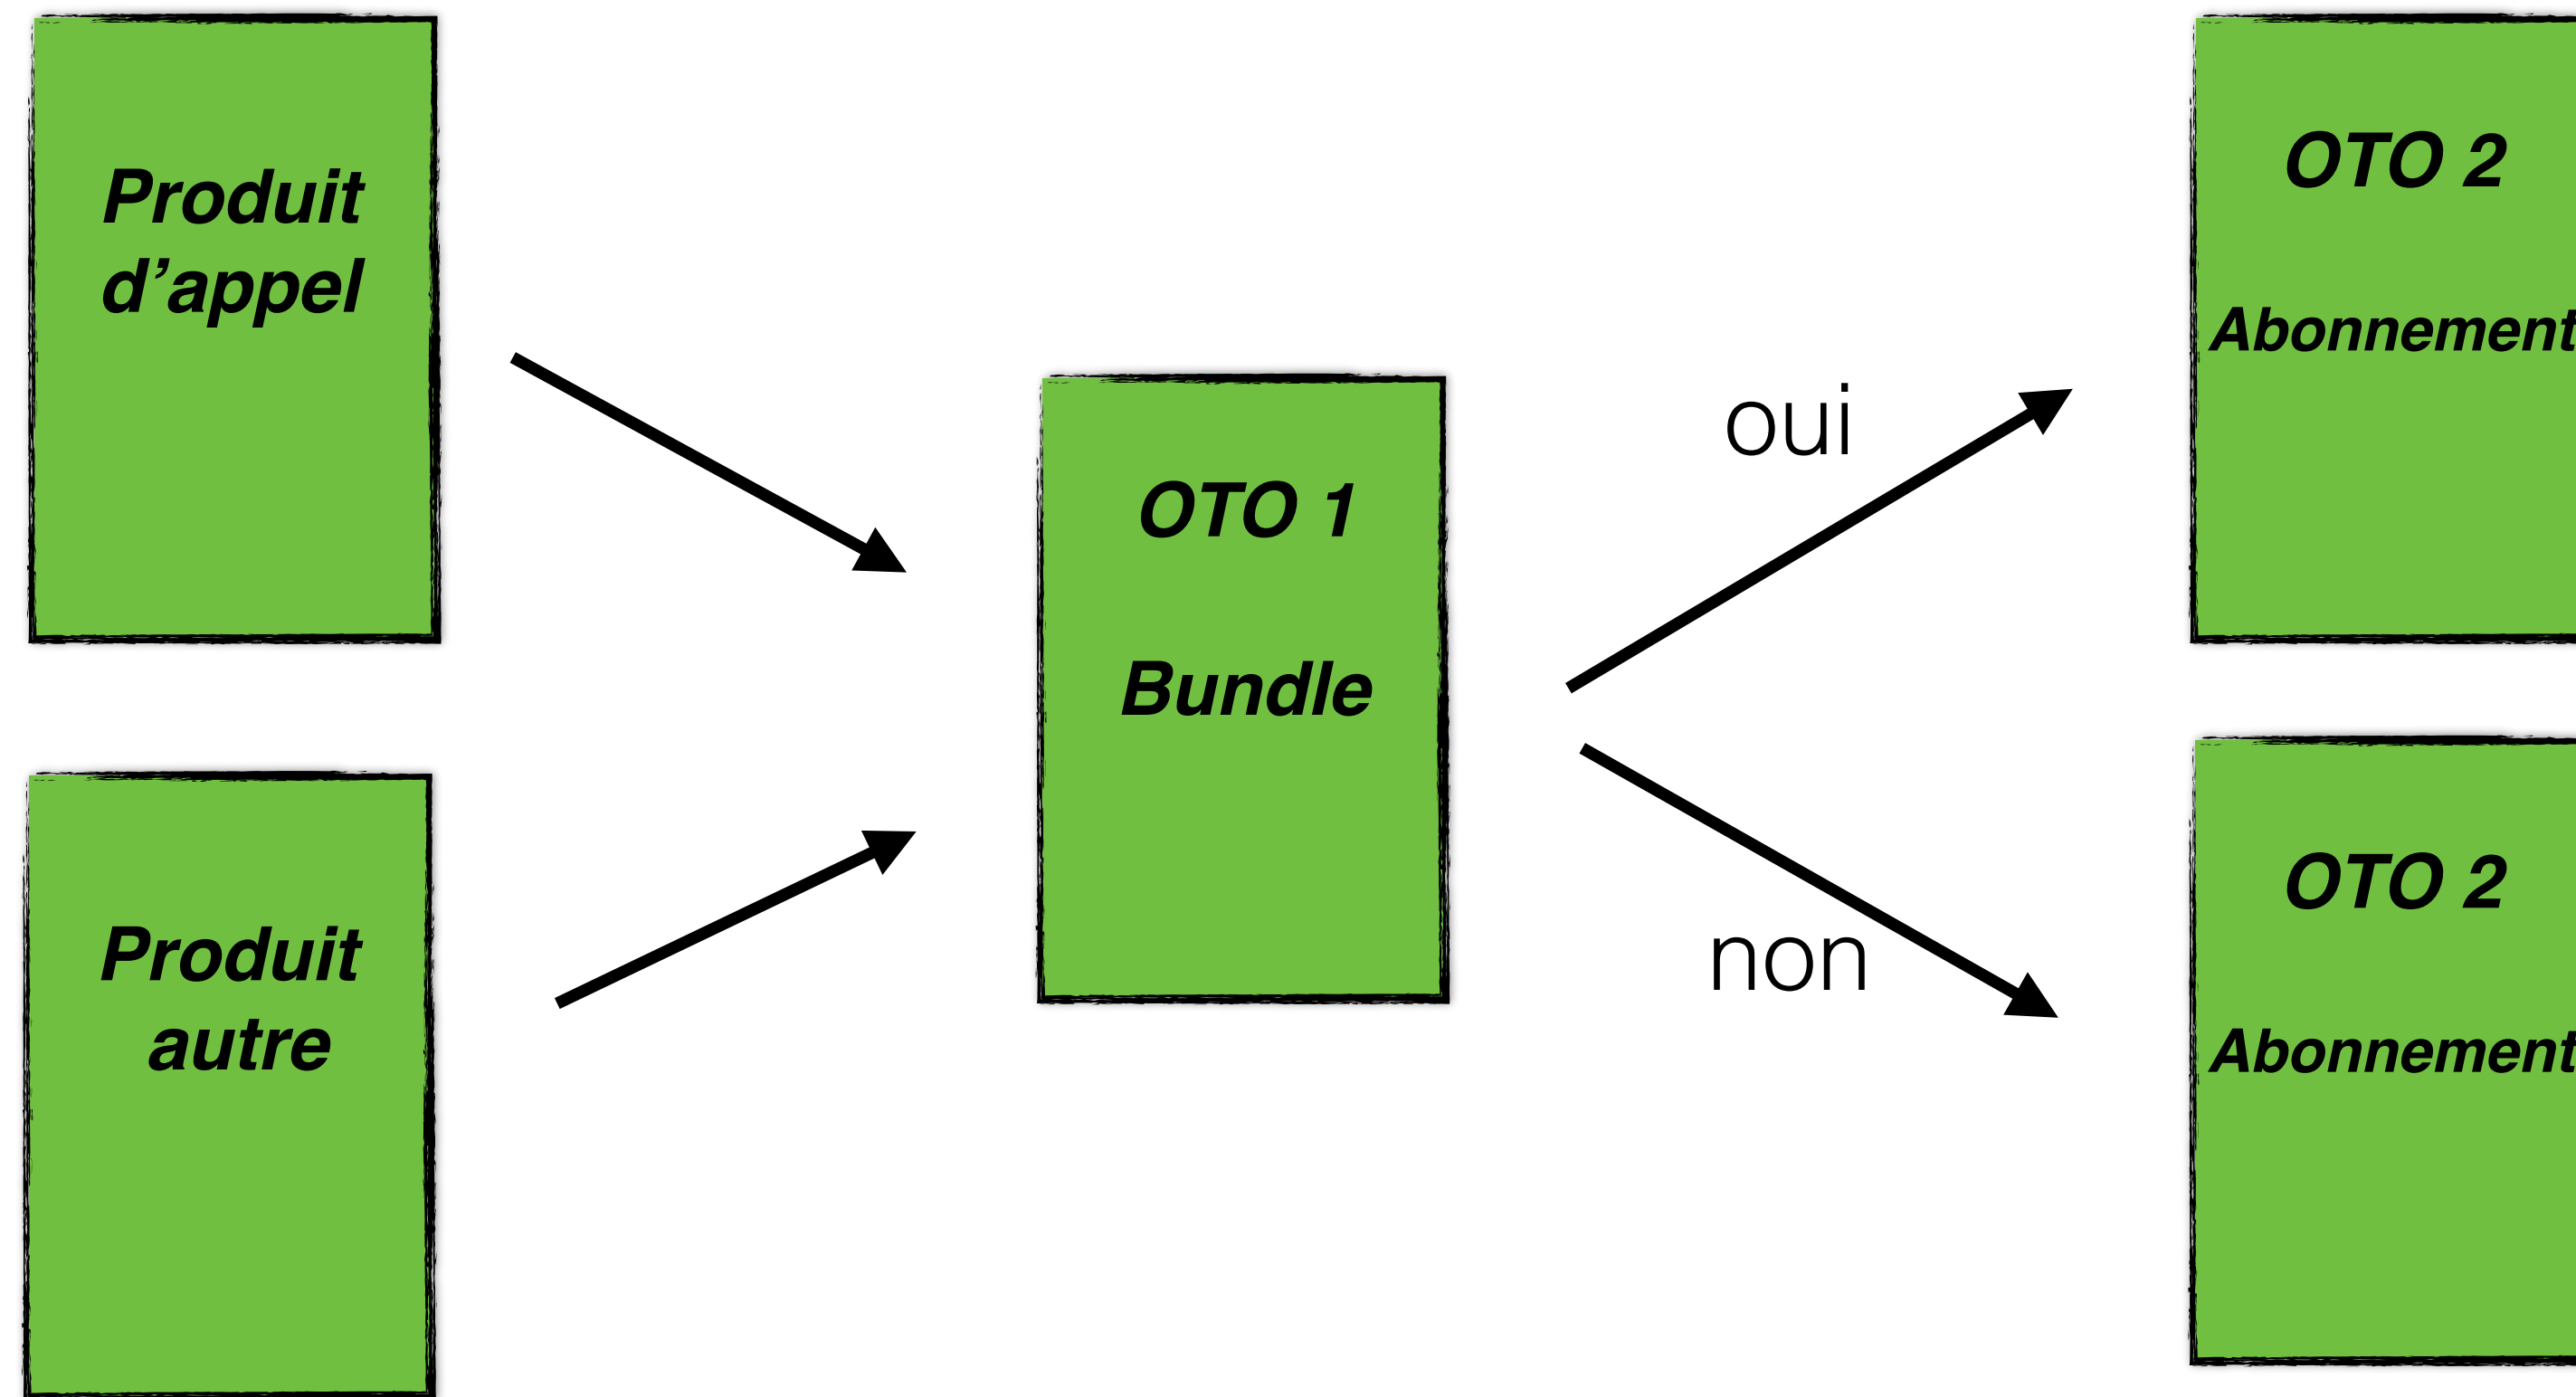 Produit
d’appel
Produit
autre
OTO 1
Bundle
oui
non
OTO 2
Abonnement
OTO 2
Abonnement